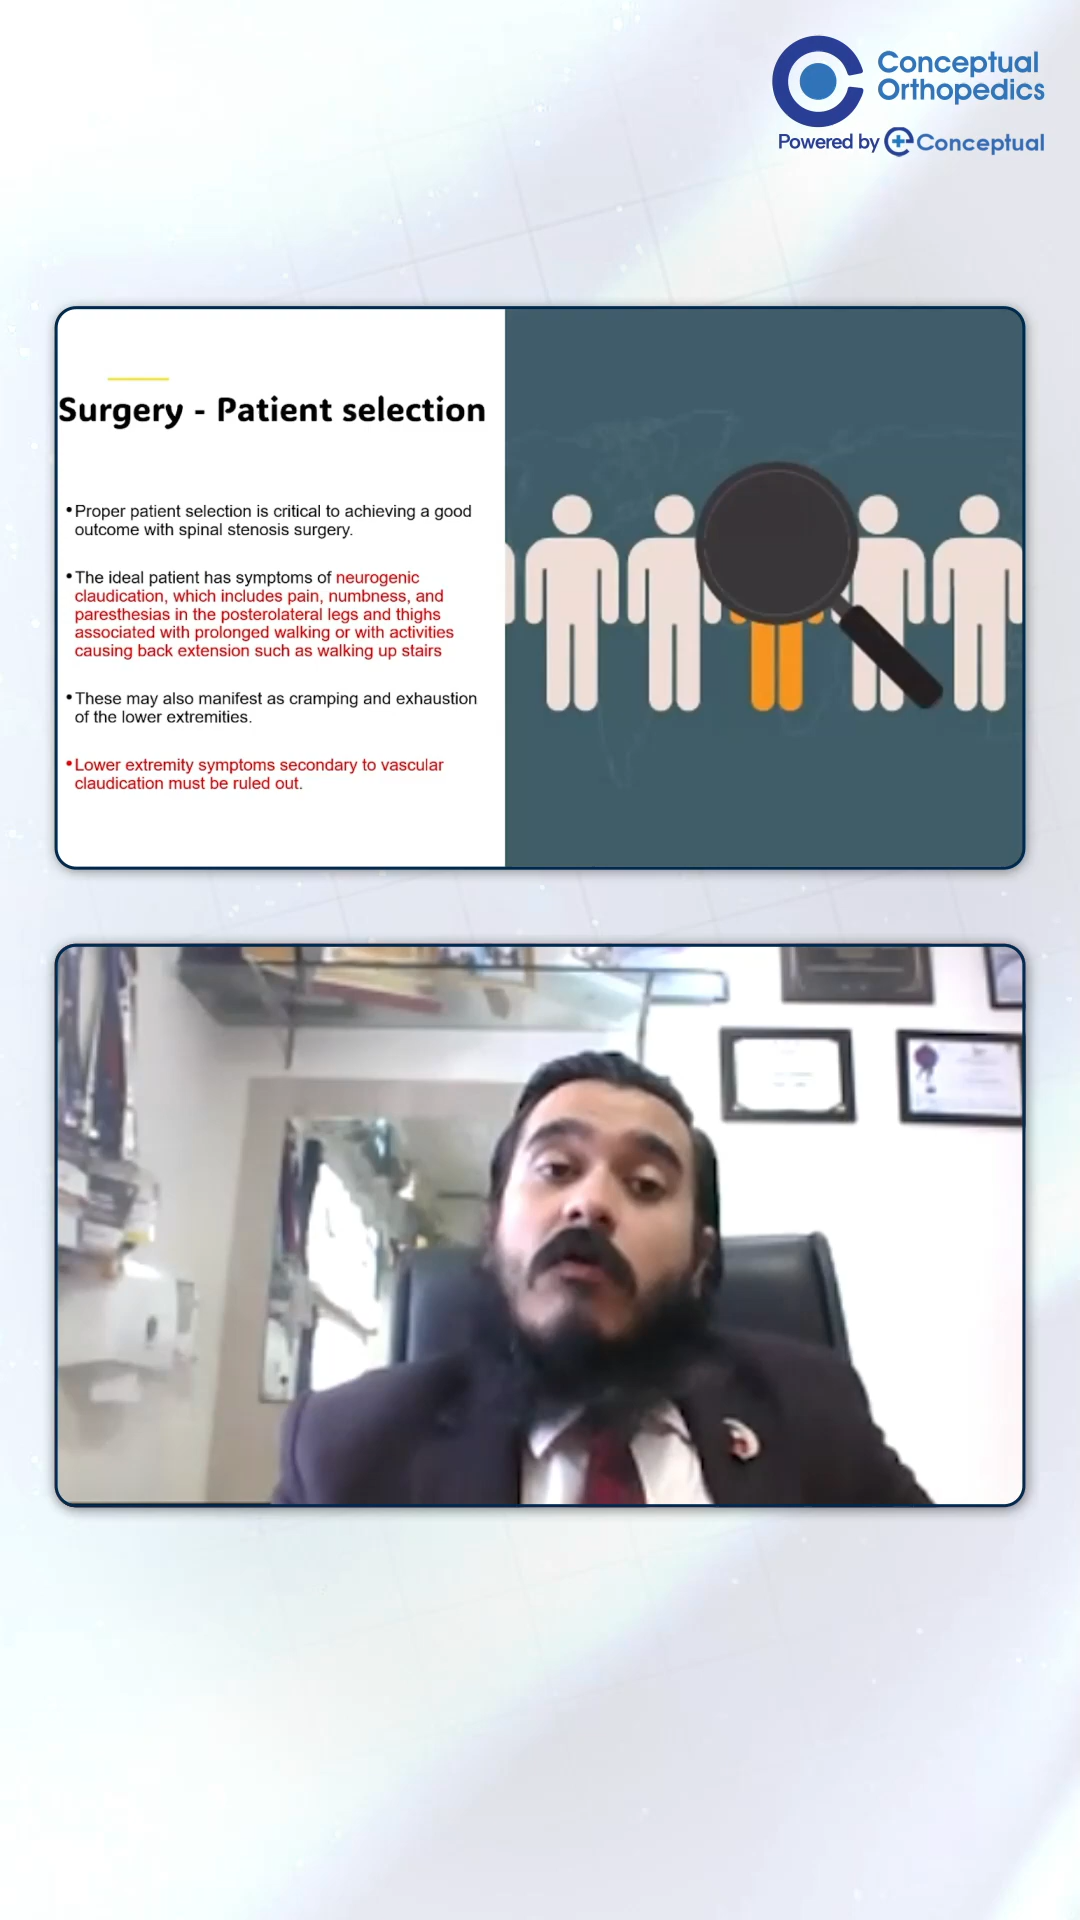 Conceptual
Orthopedics
Powered by Conceptual
Surgery - Patient selection
•Proper patient selection is critical to achieving a good
outcome with spinal stenosis surgery.
•The ideal patient has symptoms of neurogenic
claudication, which includes pain, numbness, and
paresthesias in the posterolateral legs and thighs
associated with prolonged walking or with activities
causing back extension such as walking up stairs
•These may also manifest as cramping and exhaustion
of the lower extremities.
•Lower extremity symptoms secondary to vascular
claudication must be ruled out.